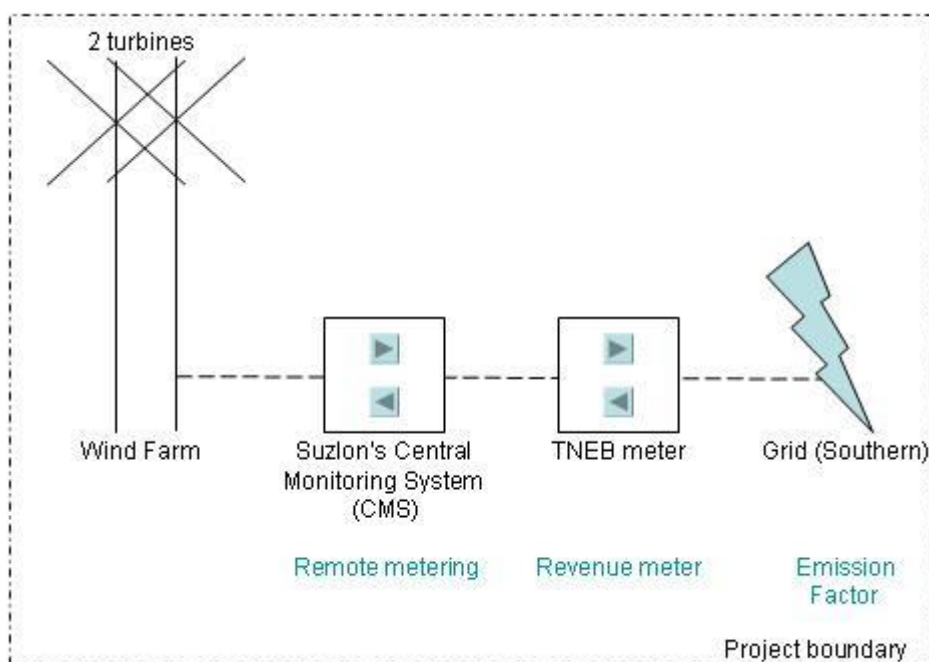 2 turbines
Wind Farm
Suzlon's Central
Monitoring System
(CMS)
TNEB meter
Grid (Southern)
Remote metering
Revenue meter
Emission
Factor
Project boundary